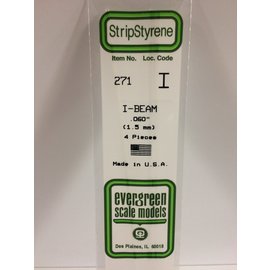 StripStyrene
Item No. Loc. Code
271 I
I-BEAM
.060"
(1.5 mm)
4 Pieces
Made in U.S.A.
evergreen
scale models
Des Plaines, IL 60018